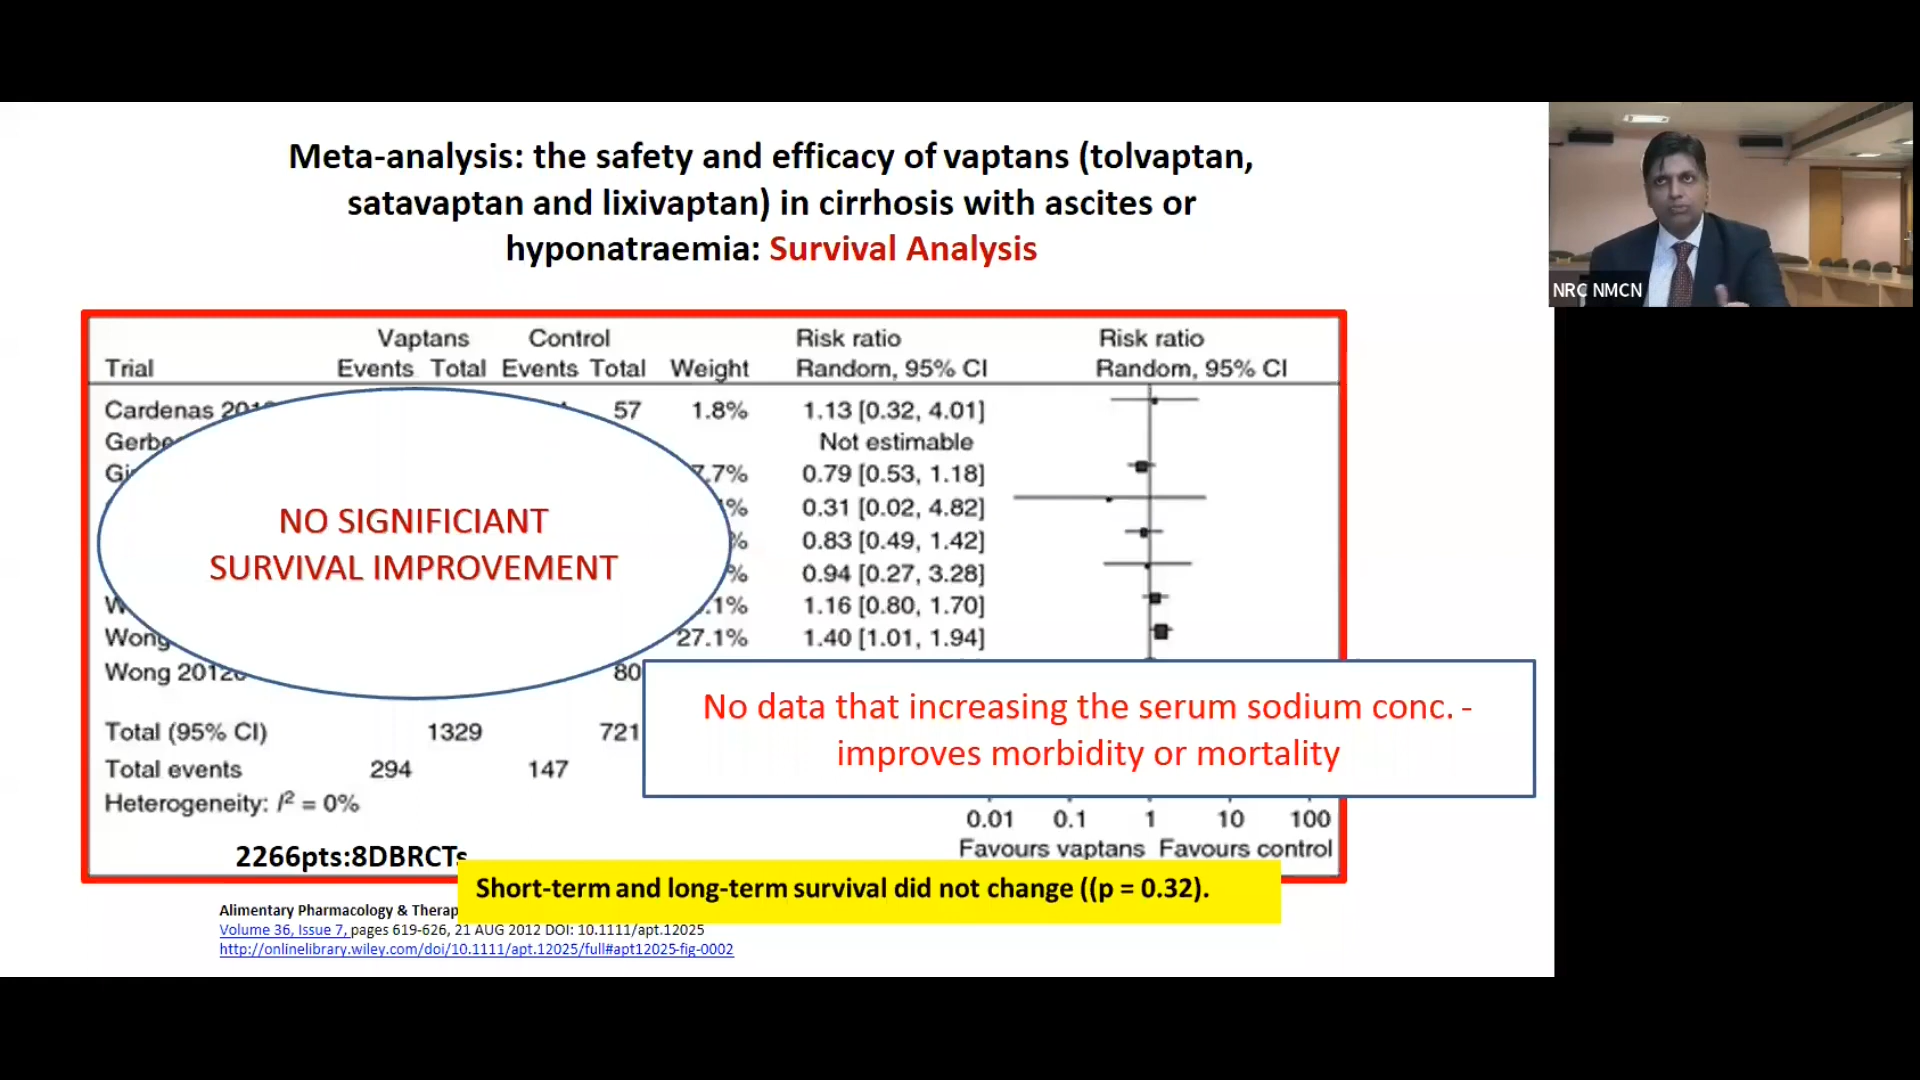 Meta-analysis: the safety and efficacy of vaptans (tolvaptan,
satavaptan and lixivaptan) in cirrhosis with ascites or
hyponatraemia: Survival Analysis
NRC NMCN
Vaptans Control Risk ratio Risk ratio
Trial Events Total Events Total Weight Random, 95% CI Random, 95% CI
Cardenas 57 1.8% 1.13 [0.32, 4.01]
Not estimable
7.7% 0.79 [0.53, 1.18]
% 0.31 [0.02, 4.82]
% 0.83 [0.49, 1.42]
% 0.94 [0.27, 3.28]
.1% 1.16 [0.80, 1.70]
Wong 27.1% 1.40 [1.01, 1.94]
Wong 2012 80
NO SIGNIFICIANT
SURVIVAL IMPROVEMENT
No data that increasing the serum sodium conc. -
improves morbidity or mortality
Total (95% CI) 1329 721
Total events 294 147
Heterogeneity: I² = 0%
0.01 0.1 1 10 100
Favours vaptans Favours control
2266pts:8DBRCTs
Short-term and long-term survival did not change ((p = 0.32).
Alimentary Pharmacology & Therap
Volume 36, Issue 7, pages 619-626, 21 AUG 2012 DOI: 10.1111/apt.12025
http://onlinelibrary.wiley.com/doi/10.1111/apt.12025/full#apt12025-fig-0002